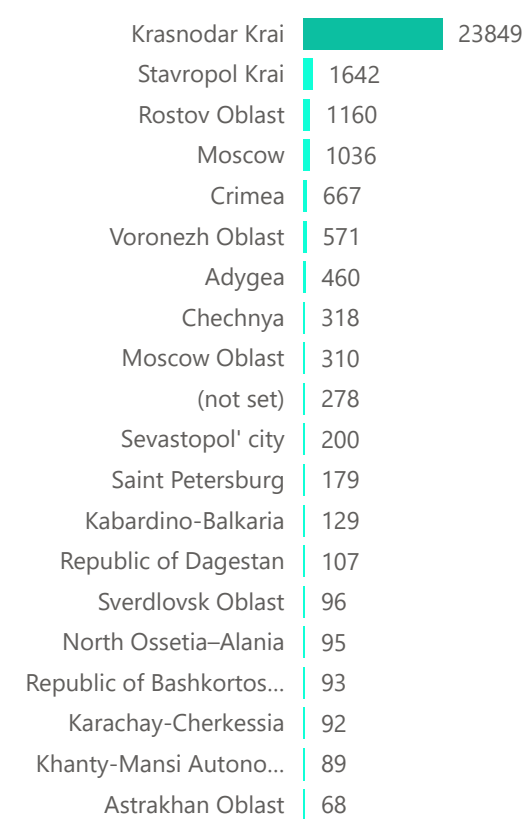 Krasnodar Krai 23849
Stavropol Krai 1642
Rostov Oblast 1160
Moscow 1036
Crimea 667
Voronezh Oblast 571
Adygea 460
Chechnya 318
Moscow Oblast 310
(not set) 278
Sevastopol' city 200
Saint Petersburg 179
Kabardino-Balkaria 129
Republic of Dagestan 107
Sverdlovsk Oblast 96
North Ossetia–Alania 95
Republic of Bashkortos... 93
Karachay-Cherkessia 92
Khanty-Mansi Autono... 89
Astrakhan Oblast 68